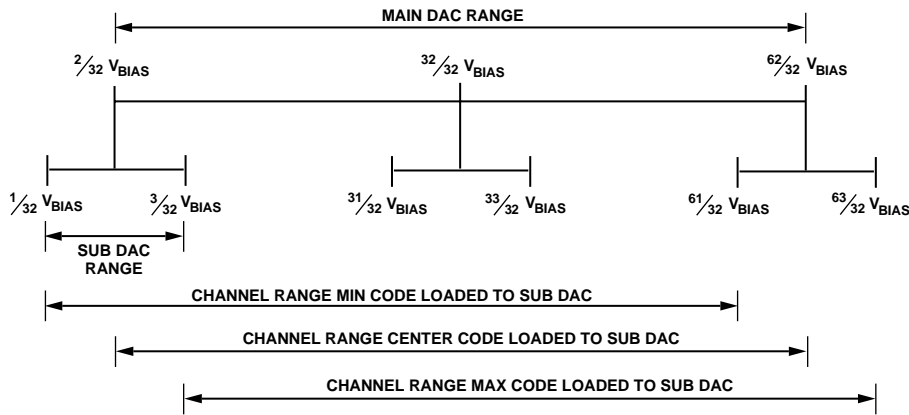 MAIN DAC RANGE
2/32 VBIAS 32/32 VBIAS 62/32 VBIAS
1/32 VBIAS 3/32 VBIAS 31/32 VBIAS 33/32 VBIAS 61/32 VBIAS 63/32 VBIAS
SUB DAC
RANGE
CHANNEL RANGE MIN CODE LOADED TO SUB DAC
CHANNEL RANGE CENTER CODE LOADED TO SUB DAC
CHANNEL RANGE MAX CODE LOADED TO SUB DAC